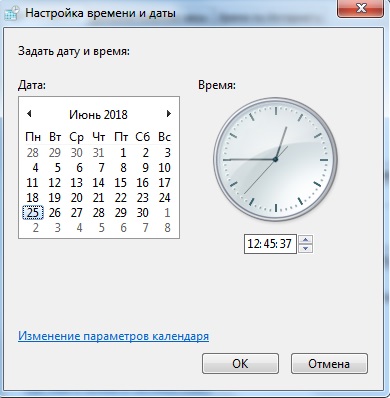 Настройка времени и даты
Задать дату и время:
Дата:
Время:
Июнь 2018
Пн Вт Ср Чт Пт Сб Вс
28 29 30 31 1 2 3
4 5 6 7 8 9 10
11 12 13 14 15 16 17
18 19 20 21 22 23 24
25 26 27 28 29 30 1
2 3 4 5 6 7 8
12:45:37
Изменение параметров календаря
ОК
Отмена